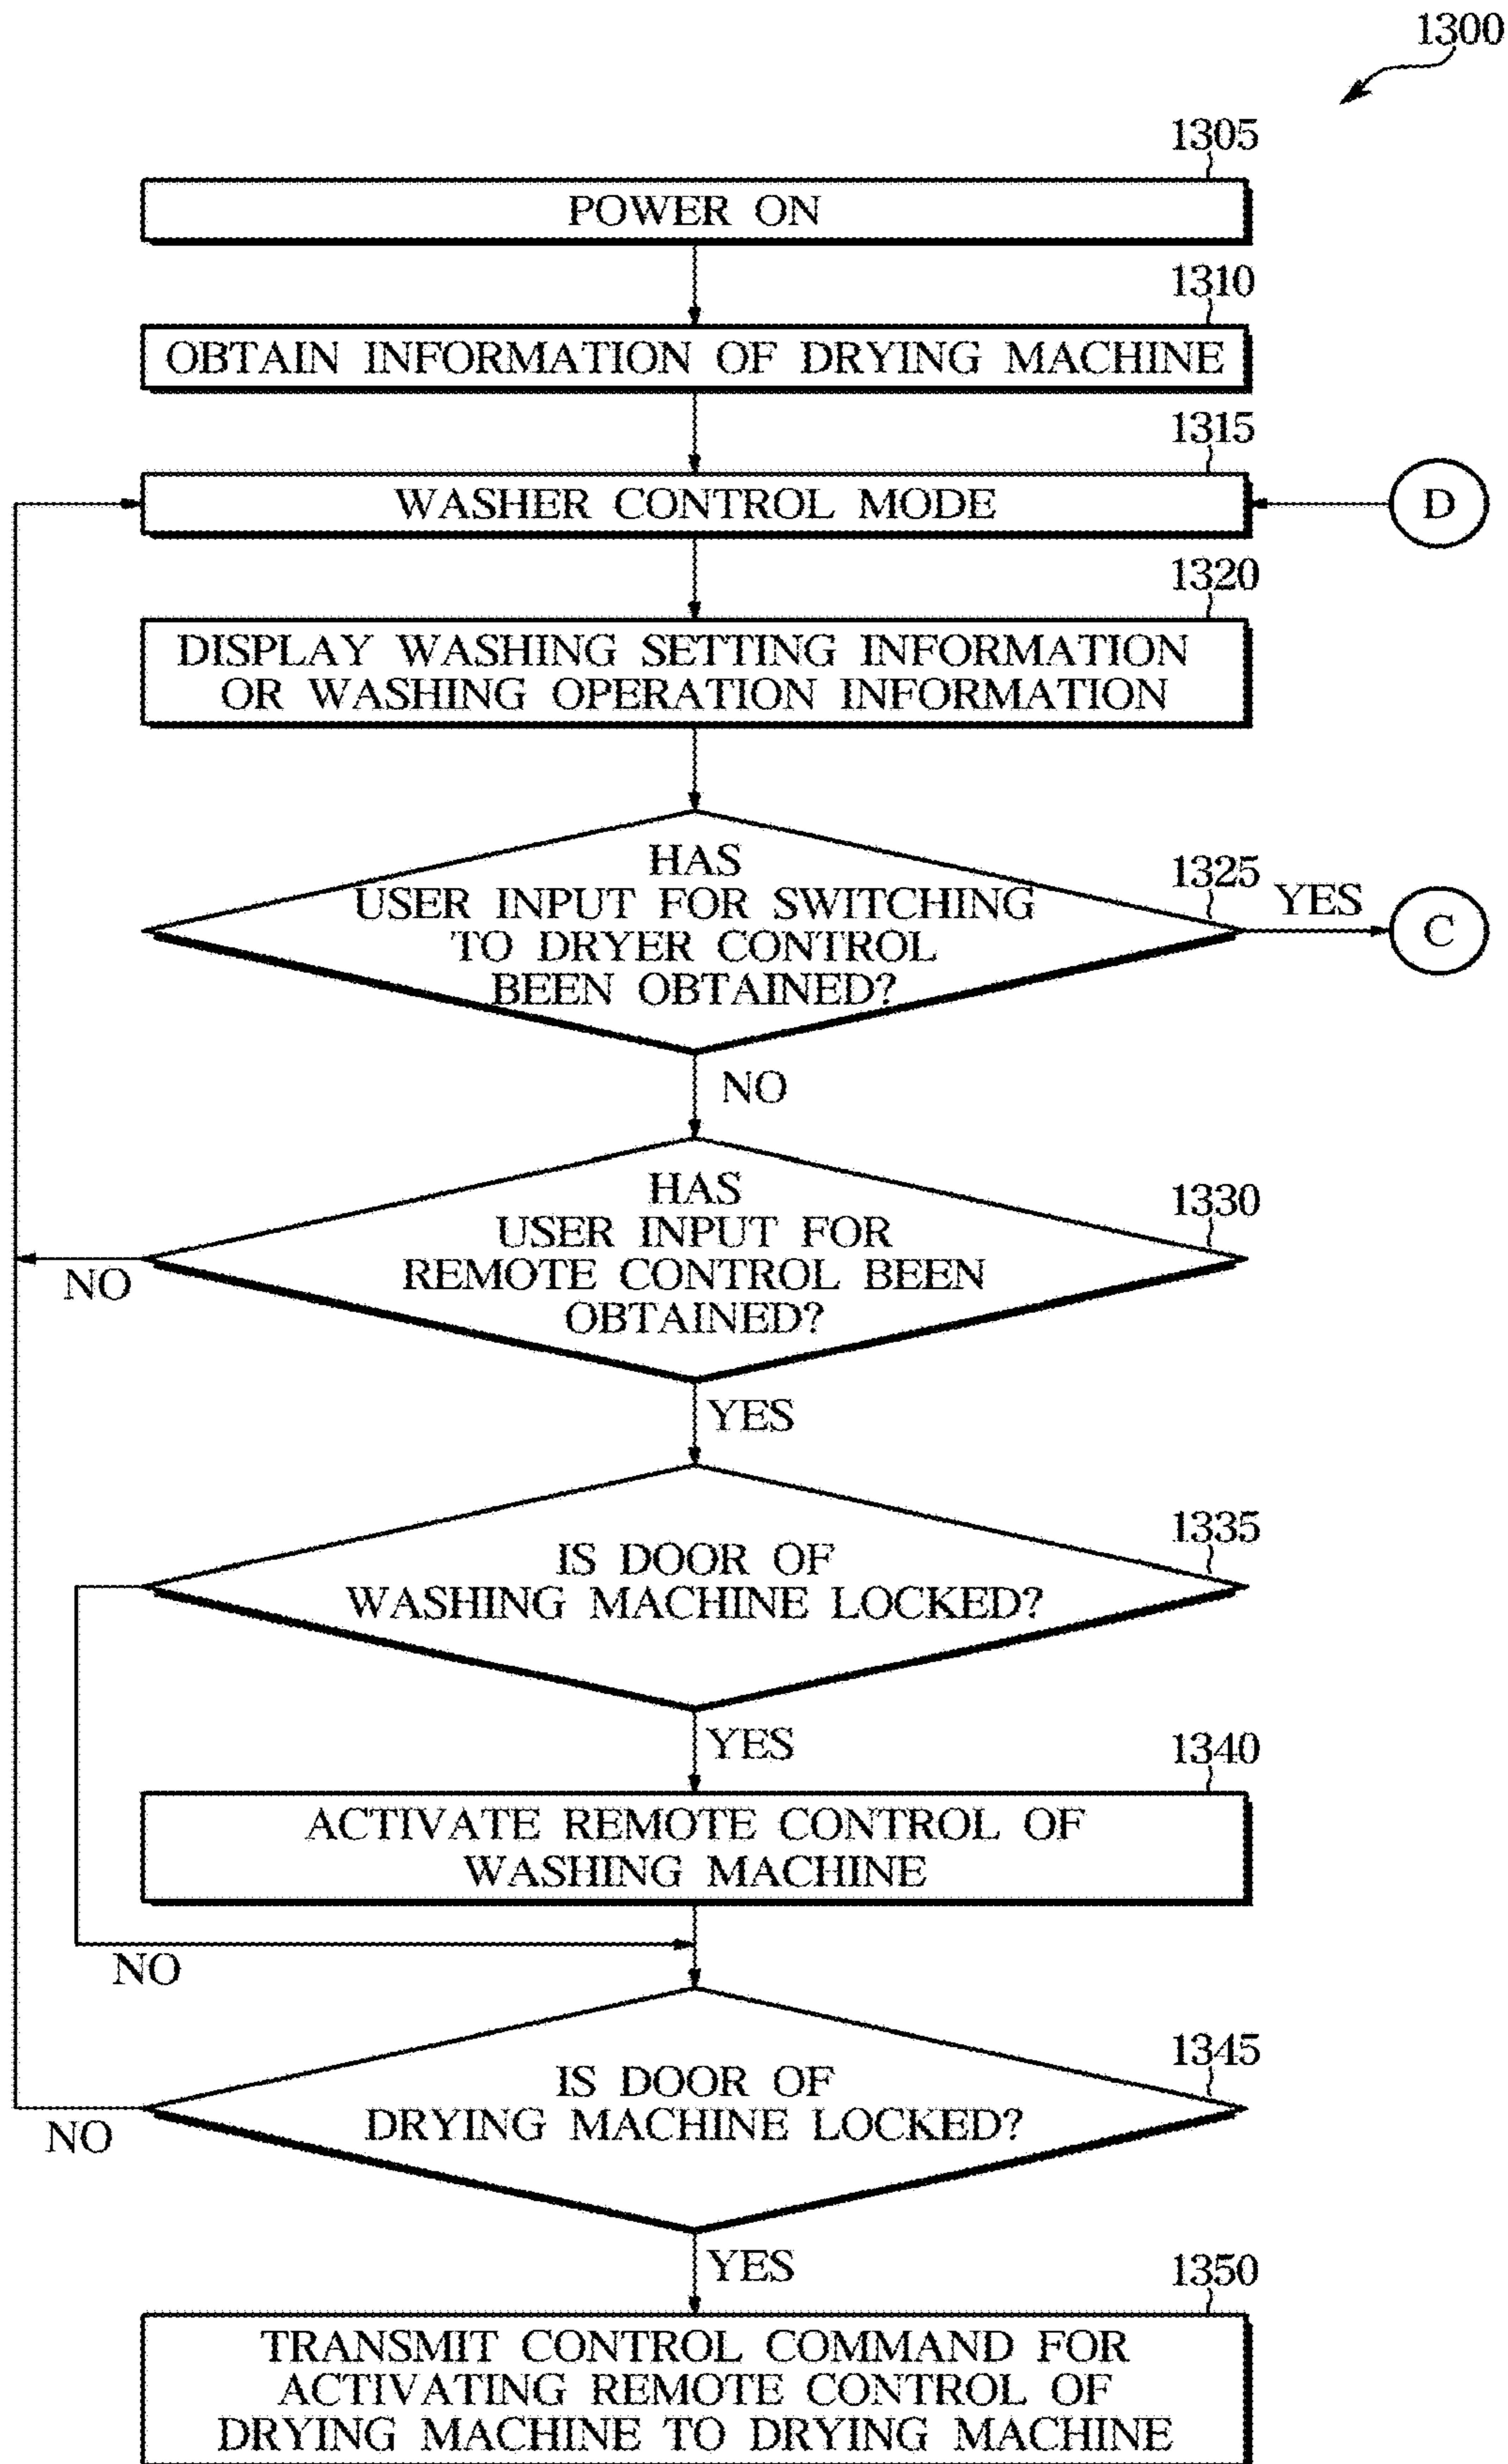 1300
1305
POWER ON
1310
OBTAIN INFORMATION OF DRYING MACHINE
1315
WASHER CONTROL MODE
D
1320
DISPLAY WASHING SETTING INFORMATION
OR WASHING OPERATION INFORMATION
HAS
USER INPUT FOR SWITCHING
TO DRYER CONTROL
BEEN OBTAINED?
1325
YES
C
NO
HAS
USER INPUT FOR
REMOTE CONTROL BEEN
OBTAINED?
1330
NO
YES
IS DOOR OF
WASHING MACHINE LOCKED?
1335
YES
1340
ACTIVATE REMOTE CONTROL OF
WASHING MACHINE
NO
IS DOOR OF
DRYING MACHINE LOCKED?
1345
NO
YES
1350
TRANSMIT CONTROL COMMAND FOR
ACTIVATING REMOTE CONTROL OF
DRYING MACHINE TO DRYING MACHINE